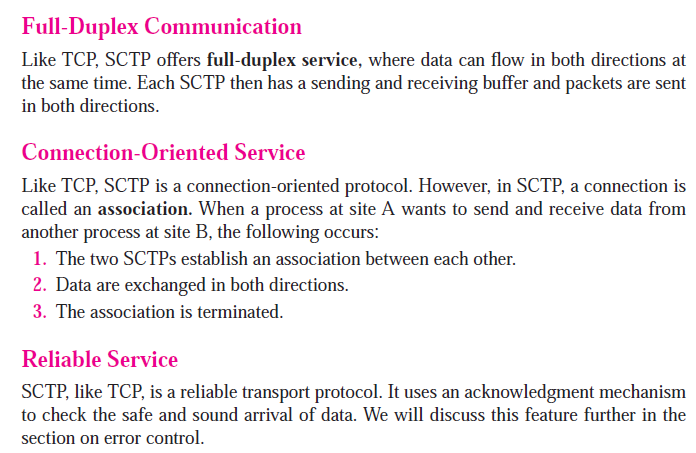 Full-Duplex Communication
Like TCP, SCTP offers full-duplex service, where data can flow in both directions at
the same time. Each SCTP then has a sending and receiving buffer and packets are sent
in both directions.
Connection-Oriented Service
Like TCP, SCTP is a connection-oriented protocol. However, in SCTP, a connection is
called an association. When a process at site A wants to send and receive data from
another process at site B, the following occurs:
1. The two SCTPs establish an association between each other.
2. Data are exchanged in both directions.
3. The association is terminated.
Reliable Service
SCTP, like TCP, is a reliable transport protocol. It uses an acknowledgment mechanism
to check the safe and sound arrival of data. We will discuss this feature further in the
section on error control.